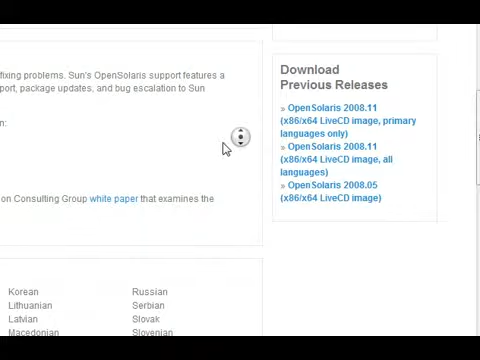 fixing problems. Sun's OpenSolaris support features a
port, package updates, and bug escalation to Sun
n:
on Consulting Group white paper that examines the
Download
Previous Releases
» OpenSolaris 2008.11
(x86/x64 LiveCD image, primary
languages only)
» OpenSolaris 2008.11
(x86/x64 LiveCD image, all
languages)
» OpenSolaris 2008.05
(x86/x64 LiveCD image)
Korean Russian
Lithuanian Serbian
Latvian Slovak
Macedonian Slovenian